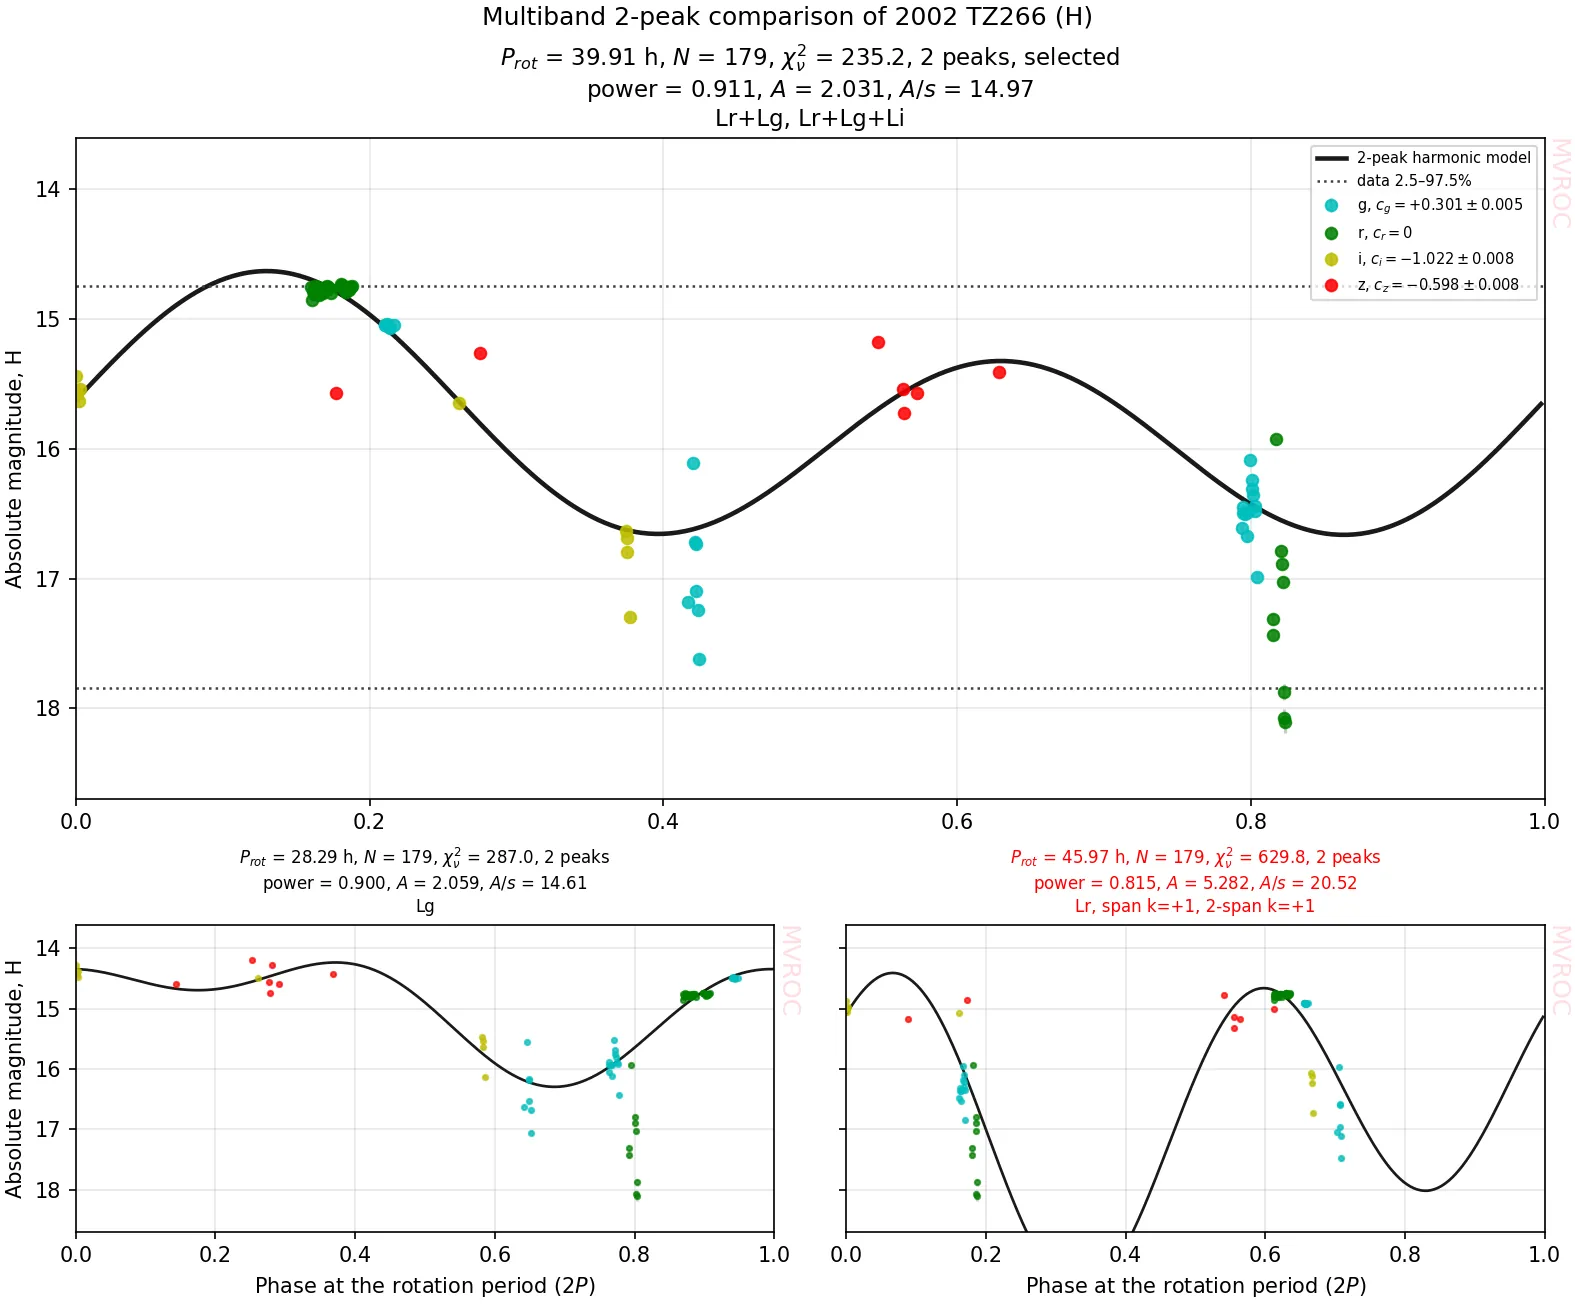 Multiband 2-peak comparison of 2002 TZ266 (H)
P_rot = 39.91 h, N = 179, χ²_ν = 235.2, 2 peaks, selected
power = 0.911, A = 2.031, A/s = 14.97
Lr+Lg, Lr+Lg+Li
2-peak harmonic model
data 2.5–97.5%
g, c_g = +0.301 ± 0.005
r, c_r = 0
i, c_i = −1.022 ± 0.008
z, c_z = −0.598 ± 0.008
MVROC
Absolute magnitude, H
14
15
16
17
18
0.0 0.2 0.4 0.6 0.8 1.0
P_rot = 28.29 h, N = 179, χ²_ν = 287.0, 2 peaks
power = 0.900, A = 2.059, A/s = 14.61
Lg
MVROC
Absolute magnitude, H
14
15
16
17
18
0.0 0.2 0.4 0.6 0.8 1.0
Phase at the rotation period (2P)
P_rot = 45.97 h, N = 179, χ²_ν = 629.8, 2 peaks
power = 0.815, A = 5.282, A/s = 20.52
Lr, span k=+1, 2-span k=+1
MVROC
0.0 0.2 0.4 0.6 0.8 1.0
Phase at the rotation period (2P)